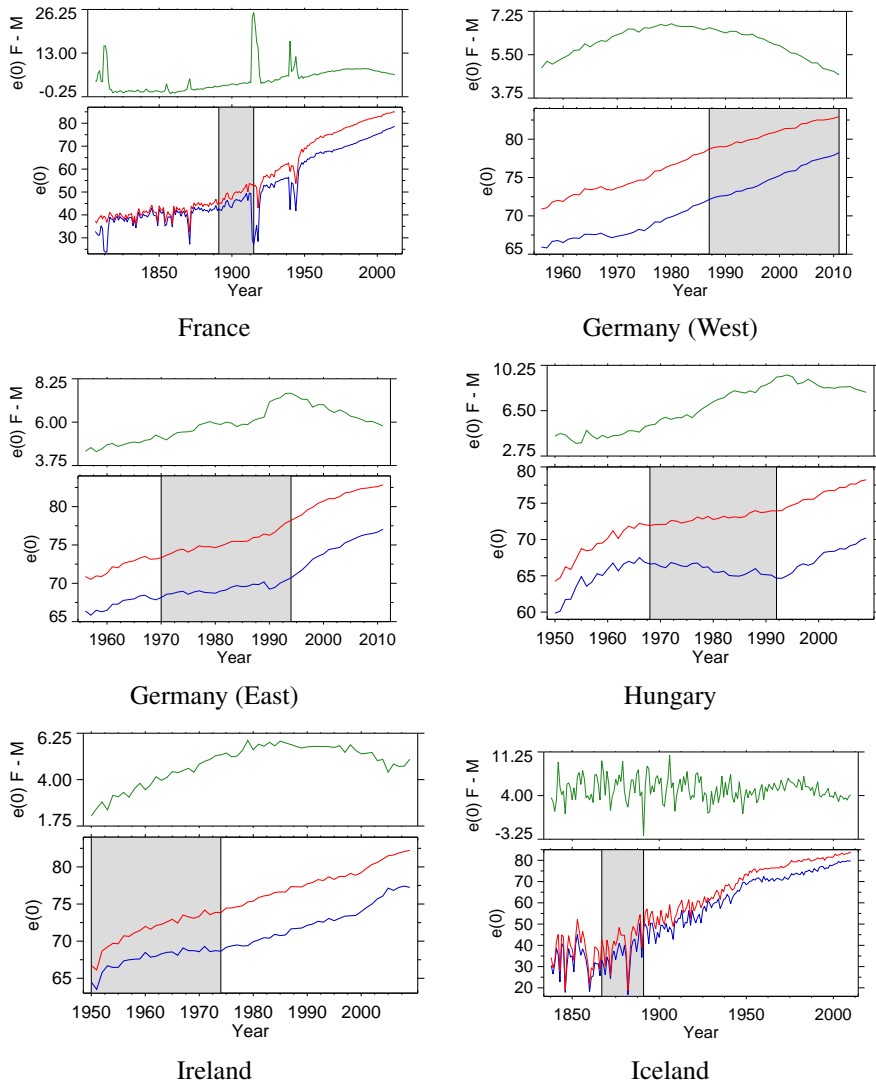 26.25
13.00
-0.25
e(0) F - M
80
70
60
50
40
30
e(0)
1850 1900 1950 2000
Year
France
7.25
5.50
3.75
e(0) F - M
80
75
70
65
e(0)
1960 1970 1980 1990 2000 2010
Year
Germany (West)
8.25
6.00
3.75
e(0) F - M
80
75
70
65
e(0)
1960 1970 1980 1990 2000 2010
Year
Germany (East)
10.25
6.50
2.75
e(0) F - M
80
75
70
65
60
e(0)
1950 1960 1970 1980 1990 2000
Year
Hungary
6.25
4.00
1.75
e(0) F - M
80
75
70
65
e(0)
1950 1960 1970 1980 1990 2000
Year
Ireland
11.25
4.00
-3.25
e(0) F - M
80
70
60
50
40
30
20
e(0)
1850 1900 1950 2000
Year
Iceland